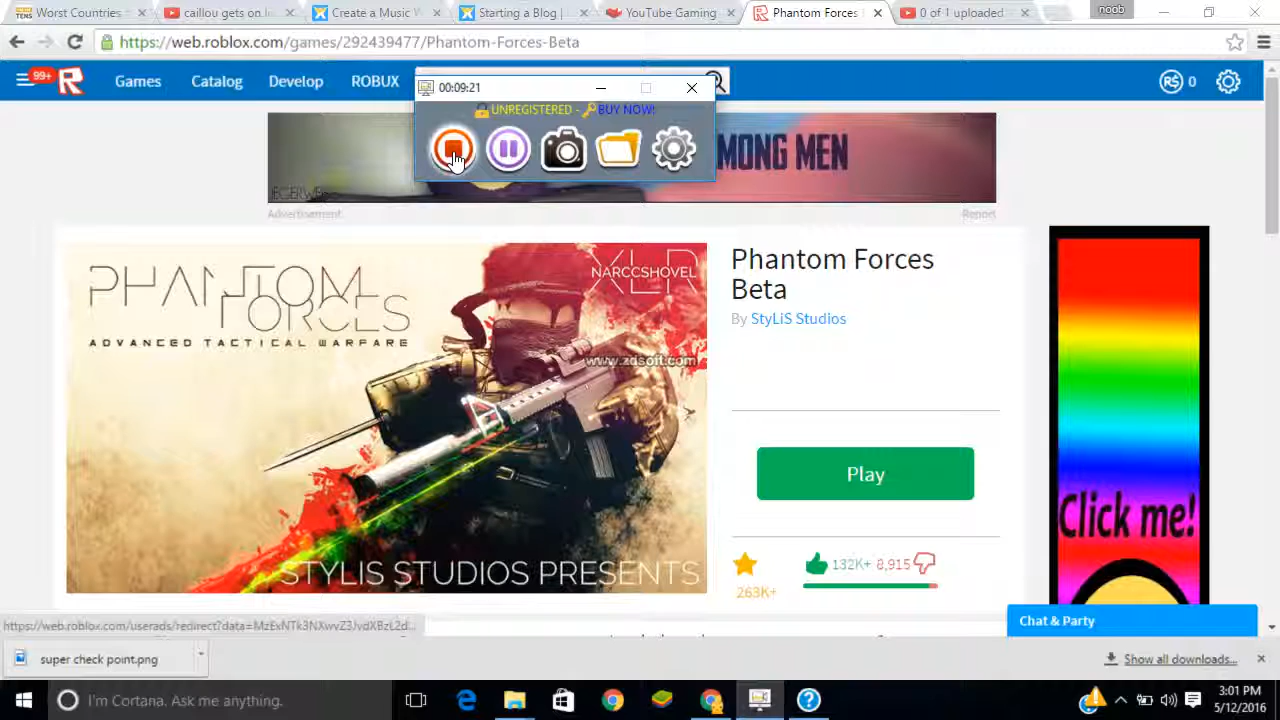 Worst Countries
caillou gets on In
Create a Music W
Starting a Blog |
YouTube Gaming
Phantom Forces
0 of 1 uploaded
noob
https://web.roblox.com/games/292439477/Phantom-Forces-Beta
99+
Games
Catalog
Develop
ROBUX
R$ 0
00:09:21
UNREGISTERED - BUY NOW!
MONG MEN
Advertisement
Report
PHANTOM
FORCES
ADVANCED TACTICAL WARFARE
XLR
NARCCSHOVEL
www.zdsoft.com
STYLIS STUDIOS PRESENTS
Phantom Forces
Beta
By StyLiS Studios
Play
263K+
132K+
8,915
Click me!
Chat & Party
super check point.png
Show all downloads...
I'm Cortana. Ask me anything.
3:01 PM
5/12/2016